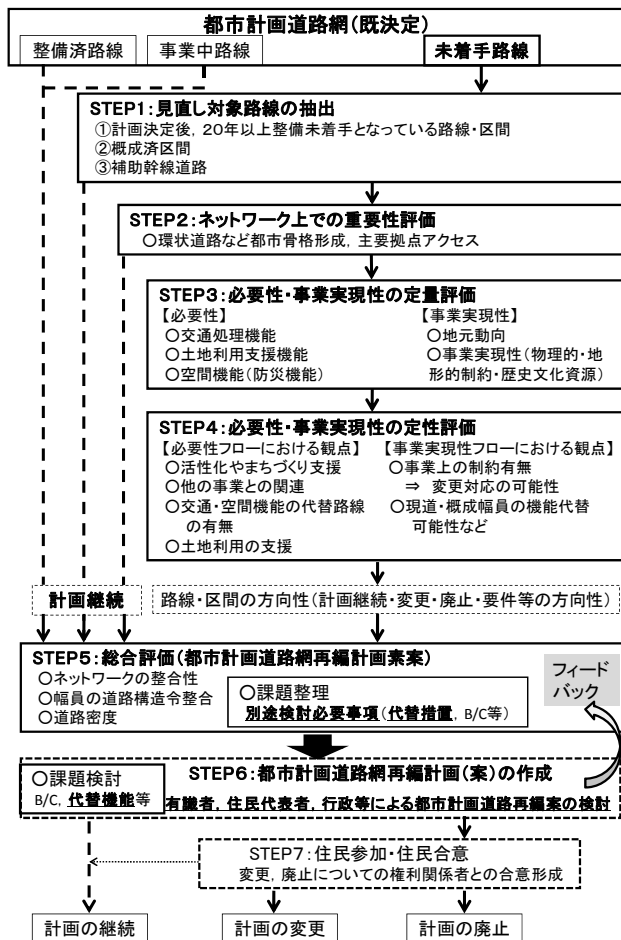 都市計画道路網(既決定)
整備済路線
事業中路線
未着手路線
STEP1:見直し対象路線の抽出
①計画決定後, 20年以上整備未着手となっている路線・区間
②概成済区間
③補助幹線道路
STEP2:ネットワーク上での重要性評価
○環状道路など都市骨格形成, 主要拠点アクセス
STEP3:必要性・事業実現性の定量評価
【必要性】
○交通処理機能
○土地利用支援機能
○空間機能(防災機能)
【事業実現性】
○地元動向
○事業実現性(物理的・地
形的制約・歴史文化資源)
STEP4:必要性・事業実現性の定性評価
【必要性フローにおける観点】
○活性化やまちづくり支援
○他の事業との関連
○交通・空間機能の代替路線
の有無
○土地利用の支援
【事業実現性フローにおける観点】
○事業上の制約有無
⇒ 変更対応の可能性
○現道・概成幅員の機能代替
可能性など
計画継続
路線・区間の方向性(計画継続・変更・廃止・要件等の方向性)
STEP5:総合評価(都市計画道路網再編計画素案)
○ネットワークの整合性
○幅員の道路構造令整合
○道路密度
○課題整理
別途検討必要事項(代替措置, B/C等)
フィード
バック
STEP6:都市計画道路網再編計画(案)の作成
○課題検討
B/C, 代替機能等
有識者, 住民代表者, 行政等による都市計画道路再編案の検討
STEP7:住民参加・住民合意
変更, 廃止についての権利関係者との合意形成
計画の継続
計画の変更
計画の廃止